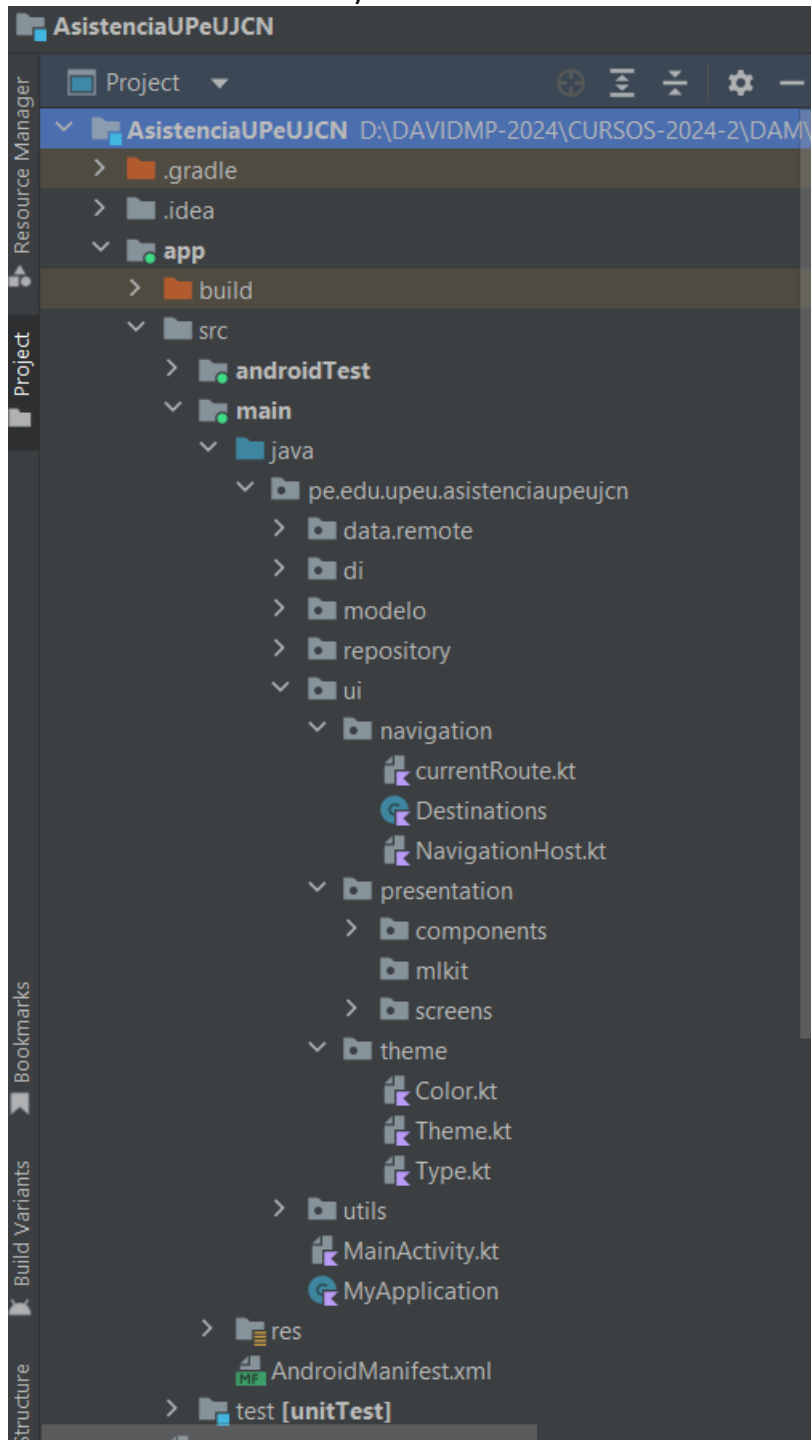 AsistenciaUPeUJCN
Project
AsistenciaUPeUJCN D:\DAVIDMP-2024\CURSOS-2024-2\DAM\
.gradle
.idea
app
build
src
androidTest
main
java
pe.edu.upeu.asistenciaupeujcn
data.remote
di
modelo
repository
ui
navigation
currentRoute.kt
Destinations
NavigationHost.kt
presentation
components
mlkit
screens
theme
Color.kt
Theme.kt
Type.kt
utils
MainActivity.kt
MyApplication
res
MF AndroidManifest.xml
test [unitTest]
Resource Manager
Project
Bookmarks
Build Variants
Structure